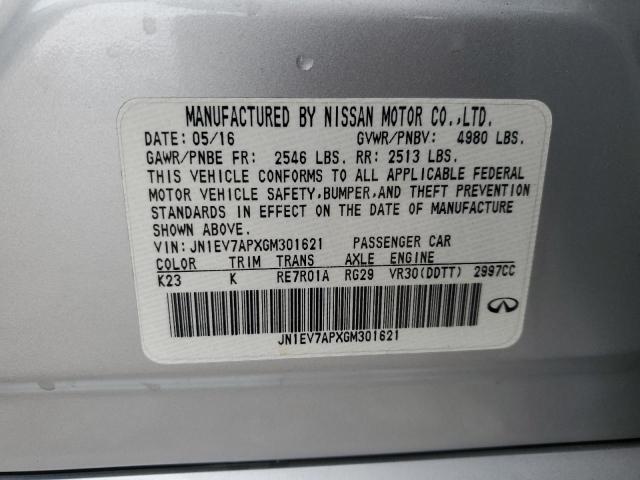 MANUFACTURED BY NISSAN MOTOR CO.,LTD.
DATE: 05/16 GVWR/PNBV: 4980 LBS.
GAWR/PNBE FR: 2546 LBS. RR: 2513 LBS.
THIS VEHICLE CONFORMS TO ALL APPLICABLE FEDERAL
MOTOR VEHICLE SAFETY,BUMPER,AND THEFT PREVENTION
STANDARDS IN EFFECT ON THE DATE OF MANUFACTURE
SHOWN ABOVE.
VIN: JN1EV7APXGM301621 PASSENGER CAR
COLOR TRIM TRANS AXLE ENGINE
K23 K RE7R01A RG29 VR30(DDTT) 2997CC
JN1EV7APXGM301621